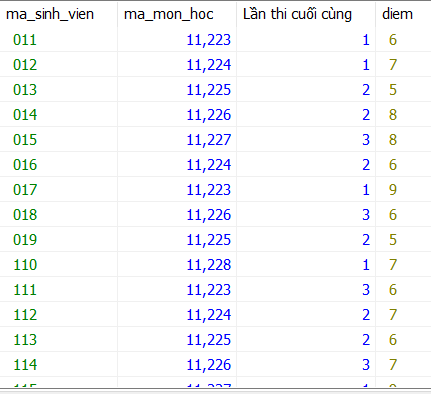 ma_sinh_vien ma_mon_hoc Lần thi cuối cùng diem
011 11,223 1 6
012 11,224 1 7
013 11,225 2 5
014 11,226 2 8
015 11,227 3 8
016 11,224 2 6
017 11,223 1 9
018 11,226 3 6
019 11,225 2 5
110 11,228 1 7
111 11,223 3 6
112 11,224 2 7
113 11,225 2 6
114 11,226 3 7